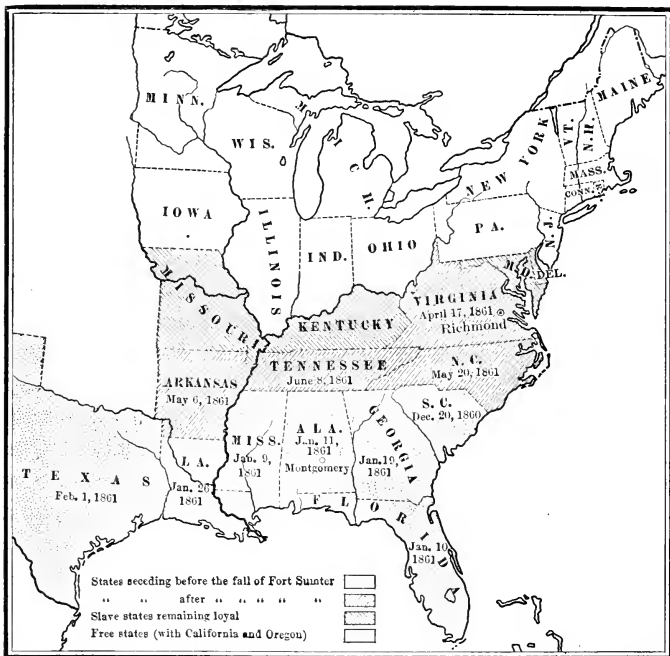 MINN.
WIS.
MICH.
IOWA
ILLINOIS
IND.
OHIO
PA.
NEW YORK
VT.
N.H.
MAINE
MASS.
CONN.
N.J.
MD.
DEL.
MISSOURI
KENTUCKY
VIRGINIA
April 17, 1861
Richmond
TENNESSEE
June 8, 1861
N.C.
May 20, 1861
ARKANSAS
May 6, 1861
S.C.
Dec. 20, 1860
MISS.
Jan. 9,
1861
ALA.
Jan. 11,
1861
Montgomery
GEORGIA
Jan. 19,
1861
TEXAS
Feb. 1, 1861
LA.
Jan. 26
1861
FLORID
Jan. 10
1861
States seceding before the fall of Fort Sumter
" " after " " " " "
Slave states remaining loyal
Free states (with California and Oregon)